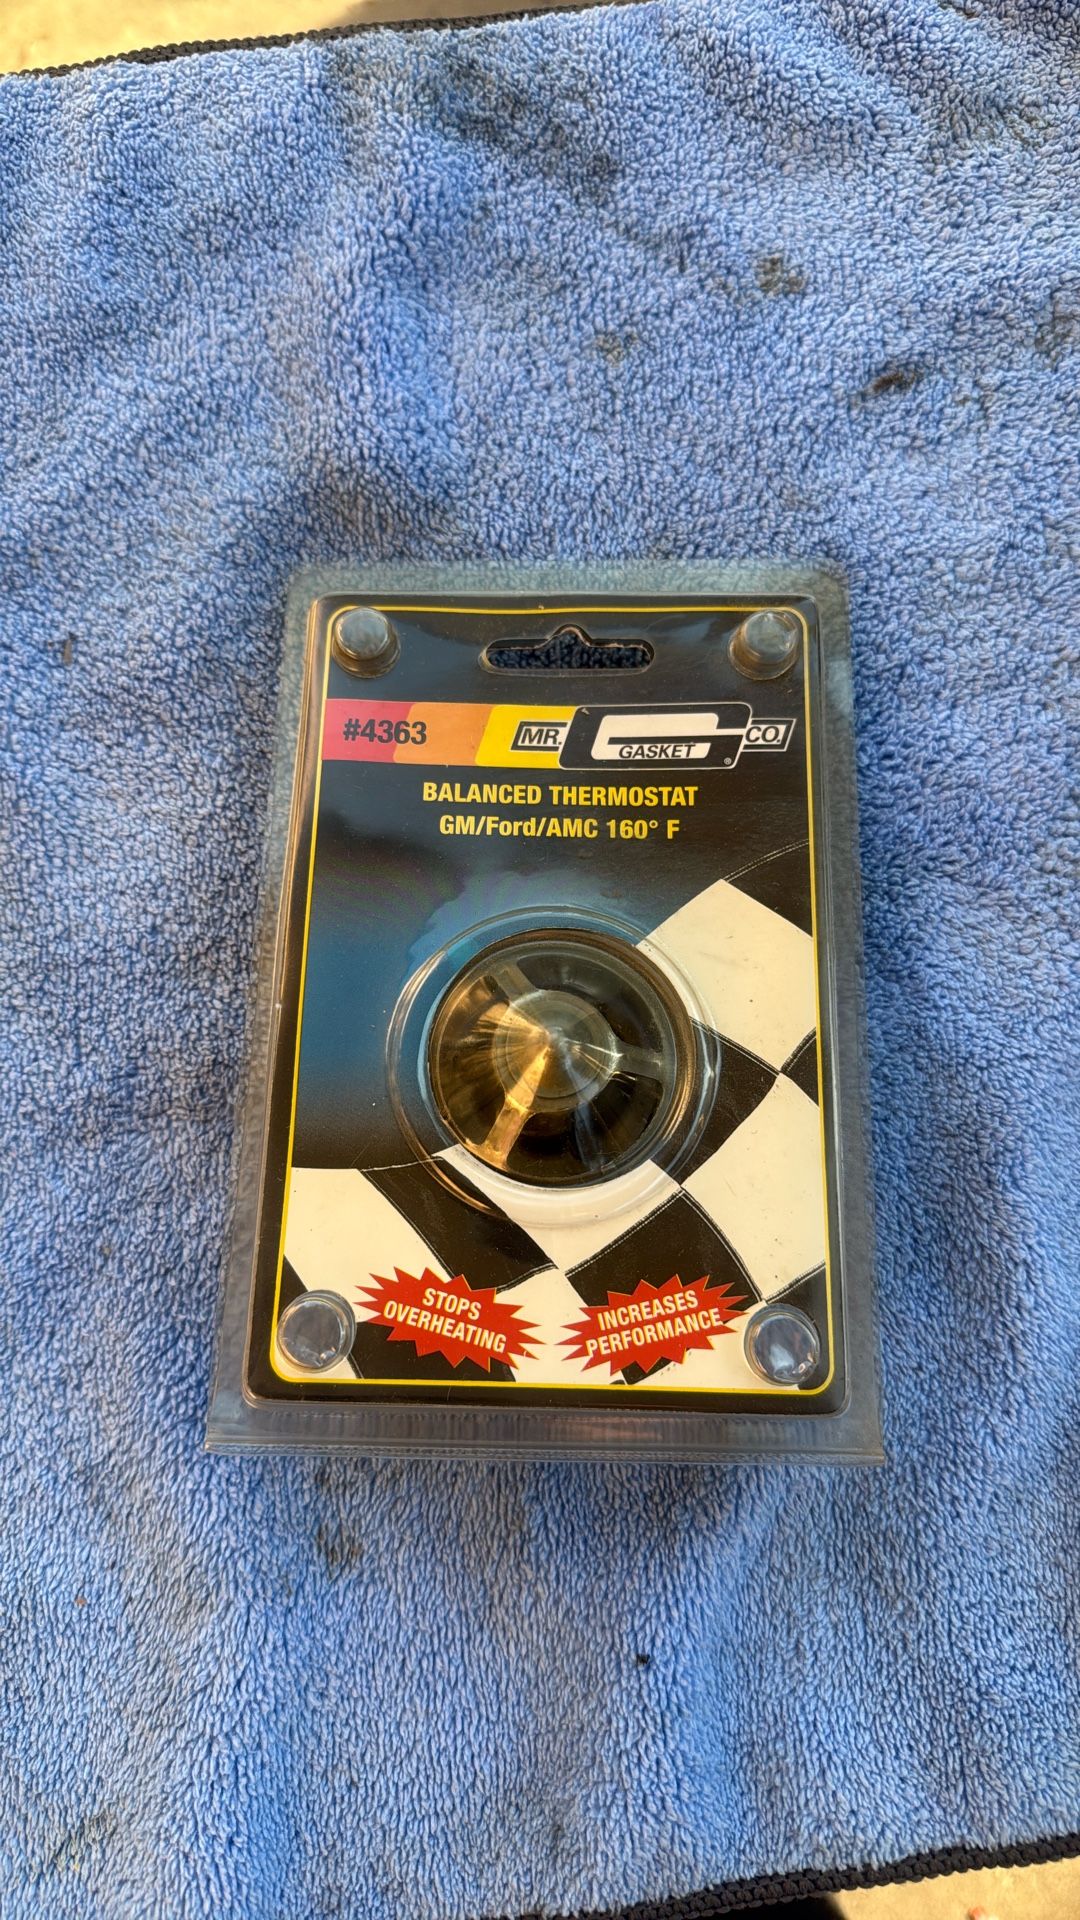 #4363 MR. GASKET ® CO.
BALANCED THERMOSTAT
GM/Ford/AMC 160° F
STOPS
OVERHEATING
INCREASES
PERFORMANCE